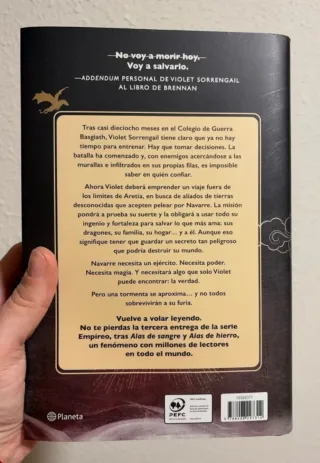 No voy a morir hoy.
Voy a salvarlo.
—ADDENDUM PERSONAL DE VIOLET SORRENGAIL
AL LIBRO DE BRENNAN
Tras casi dieciocho meses en el Colegio de Guerra
Basgiath, Violet Sorrengail tiene claro que ya no hay
tiempo para entrenar. Hay que tomar decisiones. La
batalla ha comenzado y, con enemigos acercándose a las
murallas e infiltrados en sus propias filas, es imposible
saber en quién confiar.
Ahora Violet deberá emprender un viaje fuera de
los límites de Aretia, en busca de aliados de tierras
desconocidas que acepten pelear por Navarre. La misión
pondrá a prueba su suerte y la obligará a usar todo su
ingenio y fortaleza para salvar lo que más ama: sus
dragones, su familia, su hogar… y a él. Aunque eso
signifique tener que guardar un secreto tan peligroso
que podría destruir su mundo.
Navarre necesita un ejército. Necesita poder.
Necesita magia. Y necesitará algo que solo Violet
puede encontrar: la verdad.
Pero una tormenta se aproxima… y no todos
sobrevivirán a su furia.
Vuelve a volar leyendo.
No te pierdas la tercera entrega de la serie
Empíreo, tras Alas de sangre y Alas de hierro,
un fenómeno con millones de lectores
en todo el mundo.
Planeta
PEFC